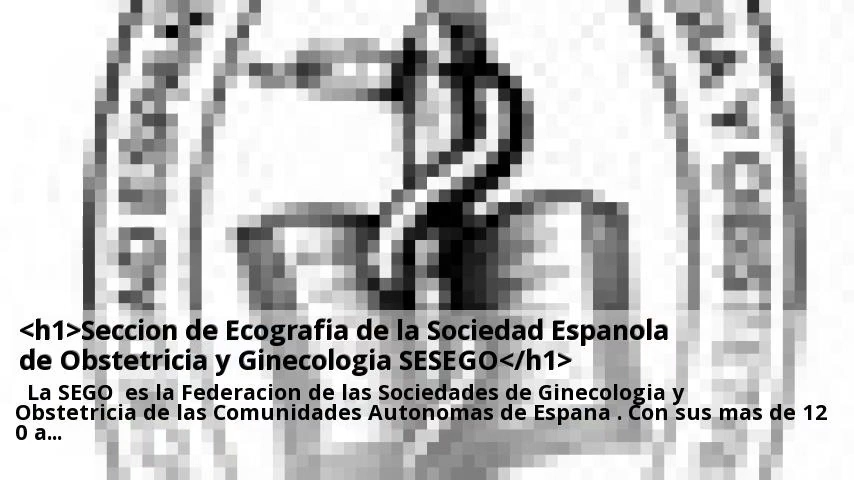 <h1>Seccion de Ecografia de la Sociedad Espanola
de Obstetricia y Ginecologia SESEGO</h1>
La SEGO es la Federacion de las Sociedades de Ginecologia y
Obstetricia de las Comunidades Autonomas de Espana . Con sus mas de 12
0 a...